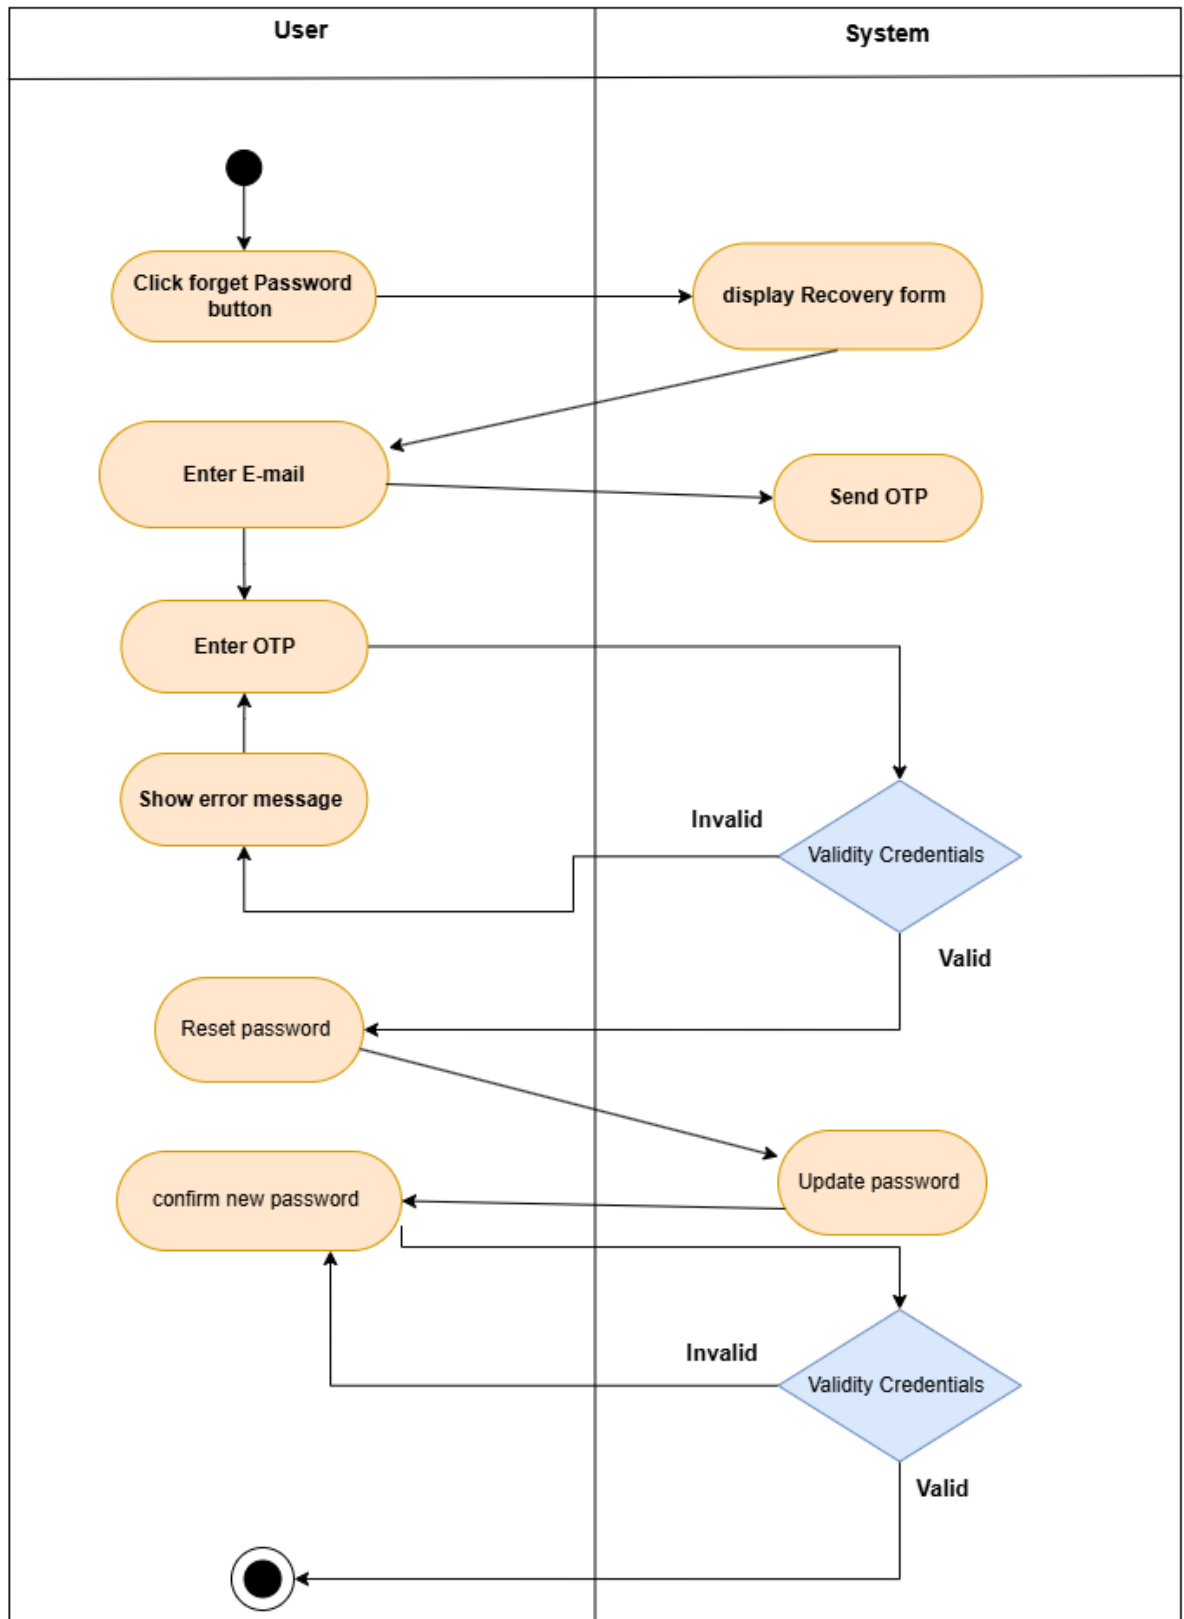 User
System
Click forget Password
button
display Recovery form
Enter E-mail
Send OTP
Enter OTP
Show error message
Invalid
Validity Credentials
Valid
Reset password
Update password
confirm new password
Invalid
Validity Credentials
Valid